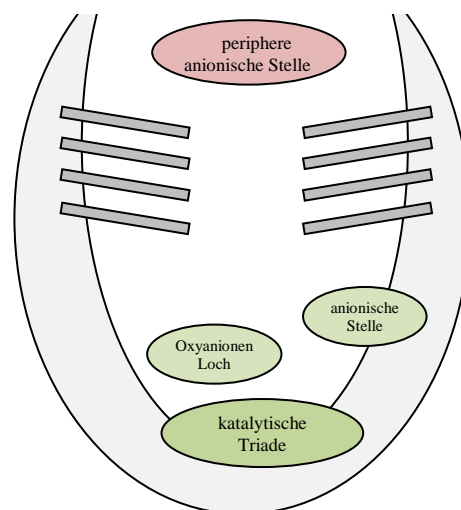 periphere
anionische Stelle
anionische
Stelle
Oxyanionen
Loch
katalytische
Triade